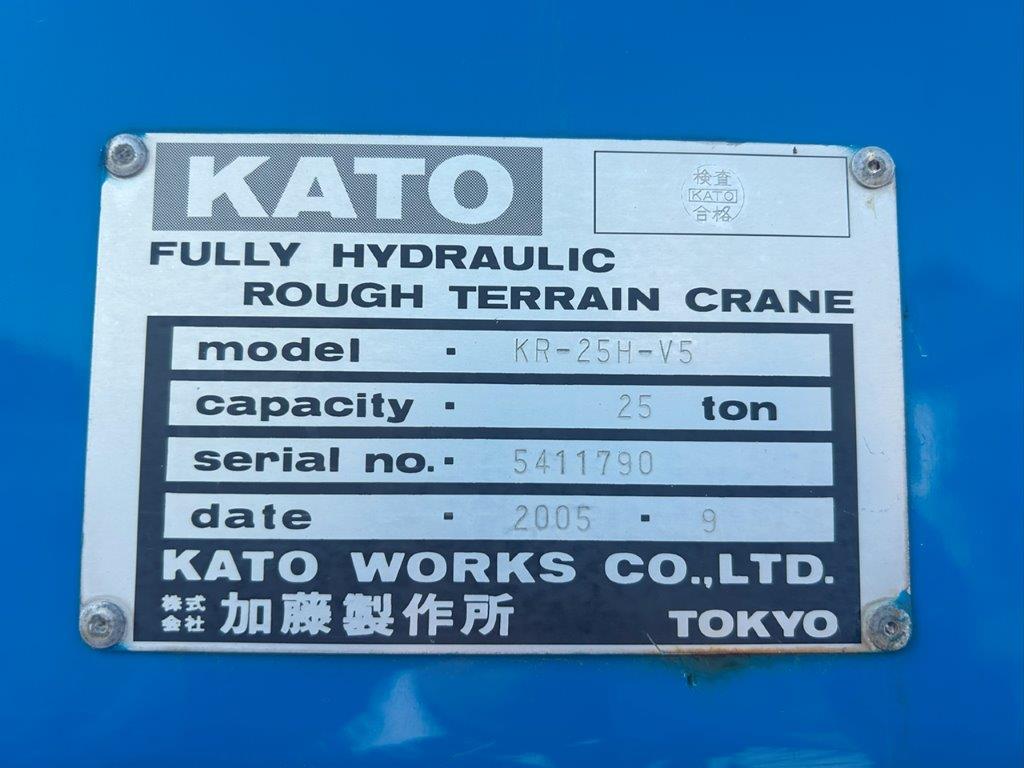 KATO
検査
KATO
合格
FULLY HYDRAULIC
ROUGH TERRAIN CRANE
model · KR-25H-V5
capacity · 25 ton
serial no. · 5411790
date · 2005 · 9
KATO WORKS CO.,LTD.
株式会社 加藤製作所 TOKYO